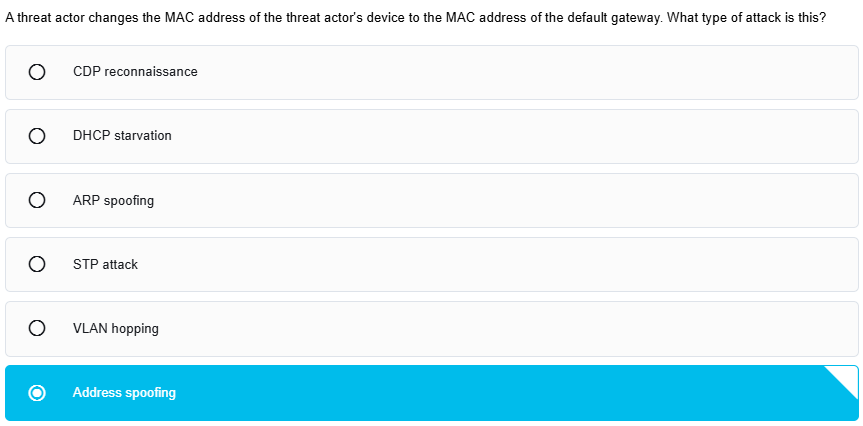 A threat actor changes the MAC address of the threat actor's device to the MAC address of the default gateway. What type of attack is this?
CDP reconnaissance
DHCP starvation
ARP spoofing
STP attack
VLAN hopping
Address spoofing